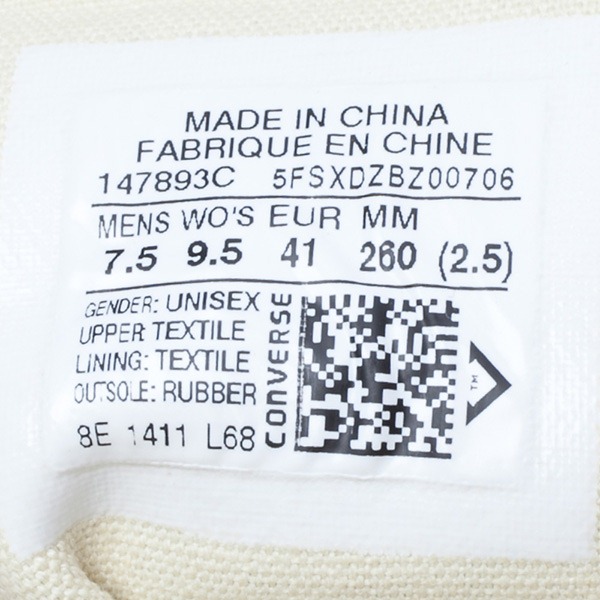 MADE IN CHINA
FABRIQUE EN CHINE
147893C 5FSXDZBZ00706
MENS WO'S EUR MM
7.5 9.5 41 260 (2.5)
GENDER: UNISEX
UPPER TEXTILE
LINING: TEXTILE
OUTSOLE: RUBBER
8E 1411 L68
CONVERSE
TM